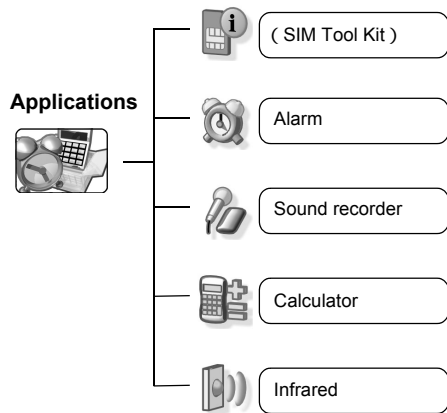 ( SIM Tool Kit )
Applications
Alarm
Sound recorder
Calculator
Infrared